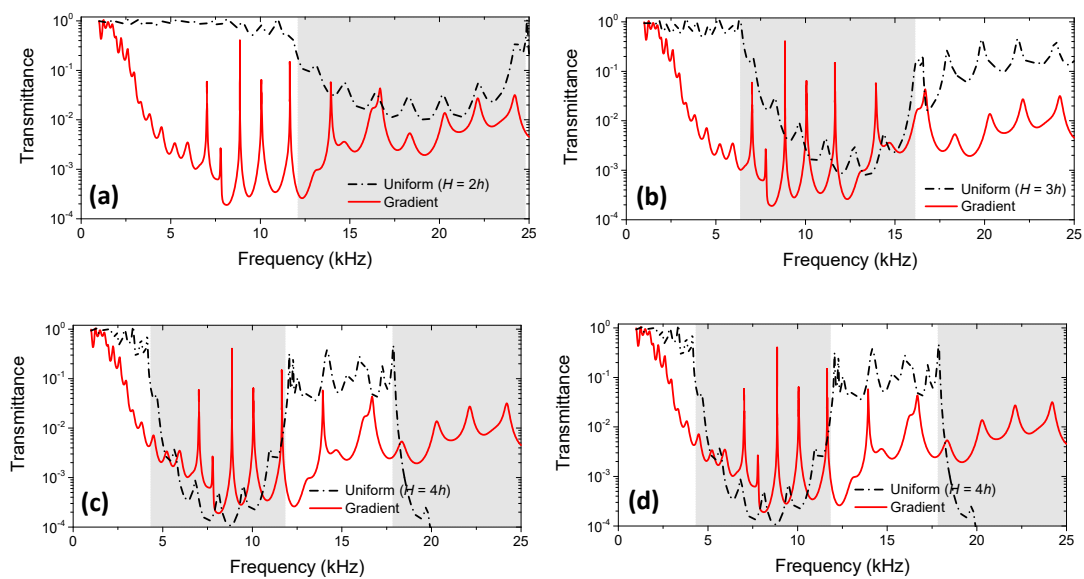 10⁰
10⁻¹
10⁻²
10⁻³
10⁻⁴
Transmittance
(a)
Uniform (H = 2h)
Gradient
0 5 10 15 20 25
Frequency (kHz)
10⁰
10⁻¹
10⁻²
10⁻³
10⁻⁴
Transmittance
(b)
Uniform (H = 3h)
Gradient
0 5 10 15 20 25
Frequency (kHz)
10⁰
10⁻¹
10⁻²
10⁻³
10⁻⁴
Transmittance
(c)
Uniform (H = 4h)
Gradient
0 5 10 15 20 25
Frequency (kHz)
10⁰
10⁻¹
10⁻²
10⁻³
10⁻⁴
Transmittance
(d)
Uniform (H = 4h)
Gradient
0 5 10 15 20 25
Frequency (kHz)